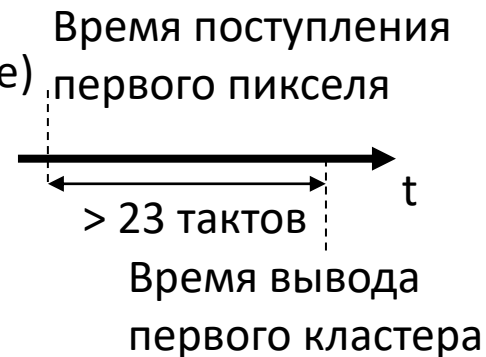 Время поступления
е) первого пикселя
t
> 23 тактов
Время вывода
первого кластера